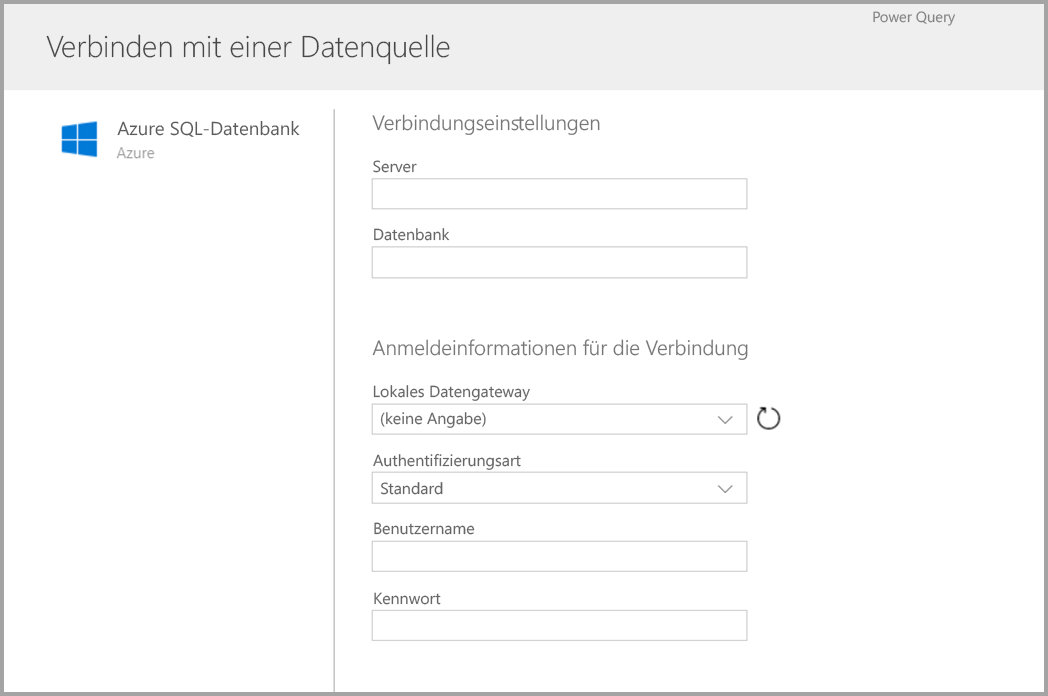 Power Query
Verbinden mit einer Datenquelle
Azure SQL-Datenbank
Azure
Verbindungseinstellungen
Server
Datenbank
Anmeldeinformationen für die Verbindung
Lokales Datengateway
(keine Angabe)
Authentifizierungsart
Standard
Benutzername
Kennwort